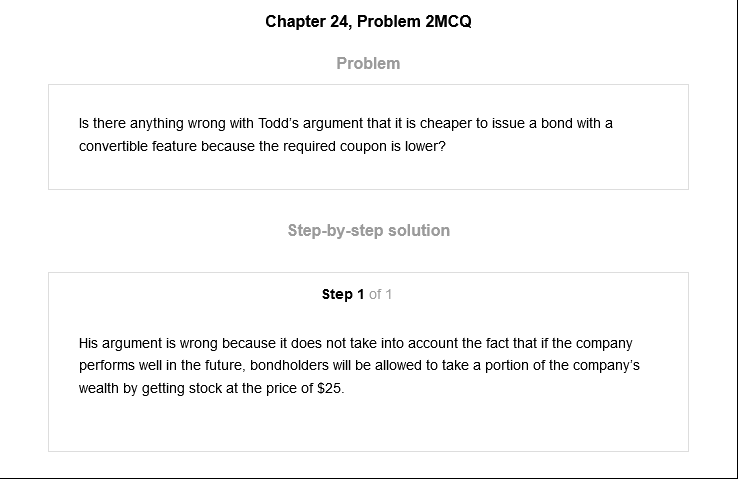 Chapter 24, Problem 2MCQ
Problem
Is there anything wrong with Todd's argument that it is cheaper to issue a bond with a
convertible feature because the required coupon is lower?
Step-by-step solution
Step 1 of 1
His argument is wrong because it does not take into account the fact that if the company
performs well in the future, bondholders will be allowed to take a portion of the company's
wealth by getting stock at the price of $25.